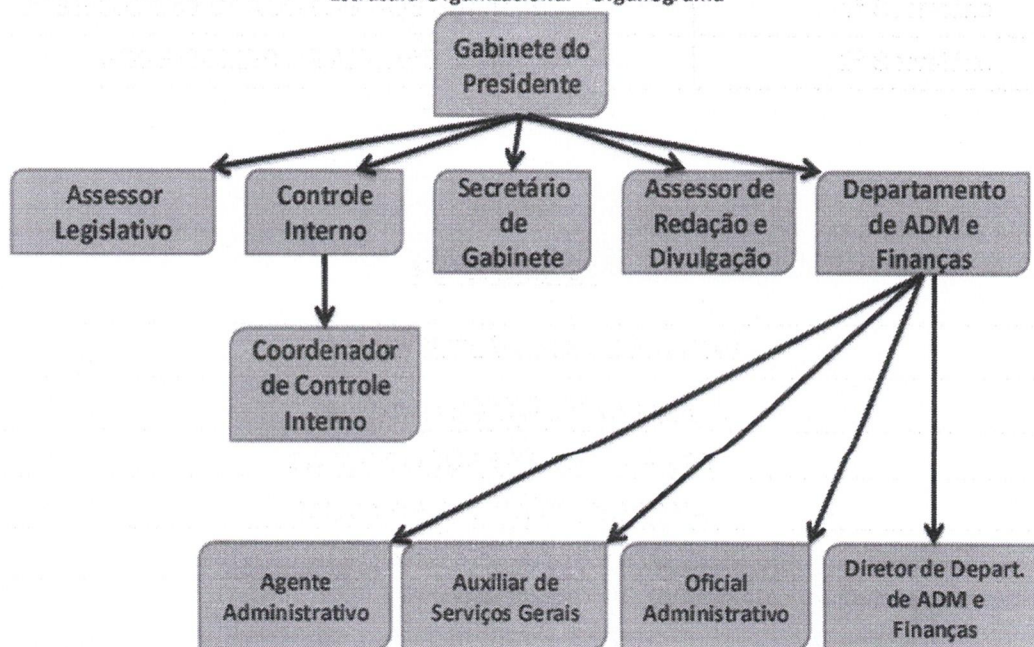 Gabinete do
Presidente
Assessor
Legislativo
Controle
Interno
Secretário
de
Gabinete
Assessor de
Redação e
Divulgação
Departamento
de ADM e
Finanças
Coordenador
de Controle
Interno
Agente
Administrativo
Auxiliar de
Serviços Gerais
Oficial
Administrativo
Diretor de Depart.
de ADM e
Finanças